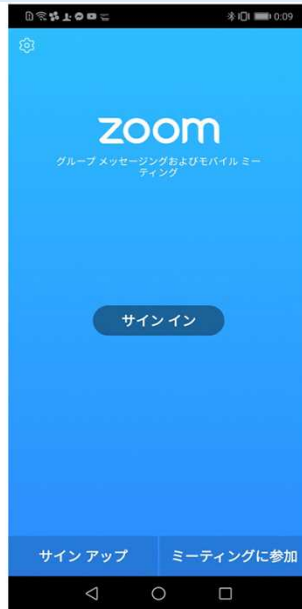 0:09
zoom
グループ メッセージングおよびモバイル ミー
ティング
サイン イン
サイン アップ
ミーティングに参加